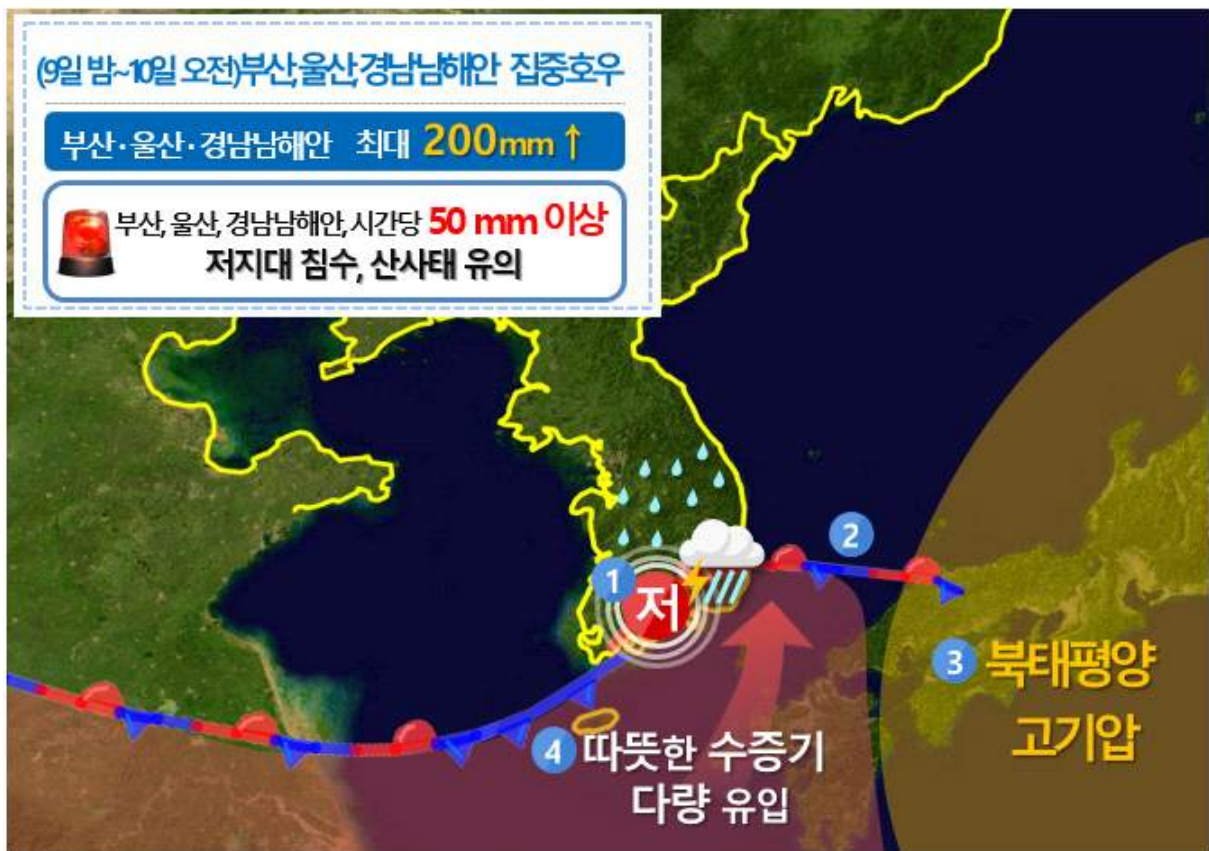 (9일 밤~10일 오전)부산,울산,경남남해안 집중호우
부산·울산·경남남해안 최대 200mm↑
부산, 울산, 경남남해안, 시간당 50 mm 이상
저지대 침수, 산사태 유의
1
저
2
3 북태평양
고기압
4 따뜻한 수증기
다량 유입